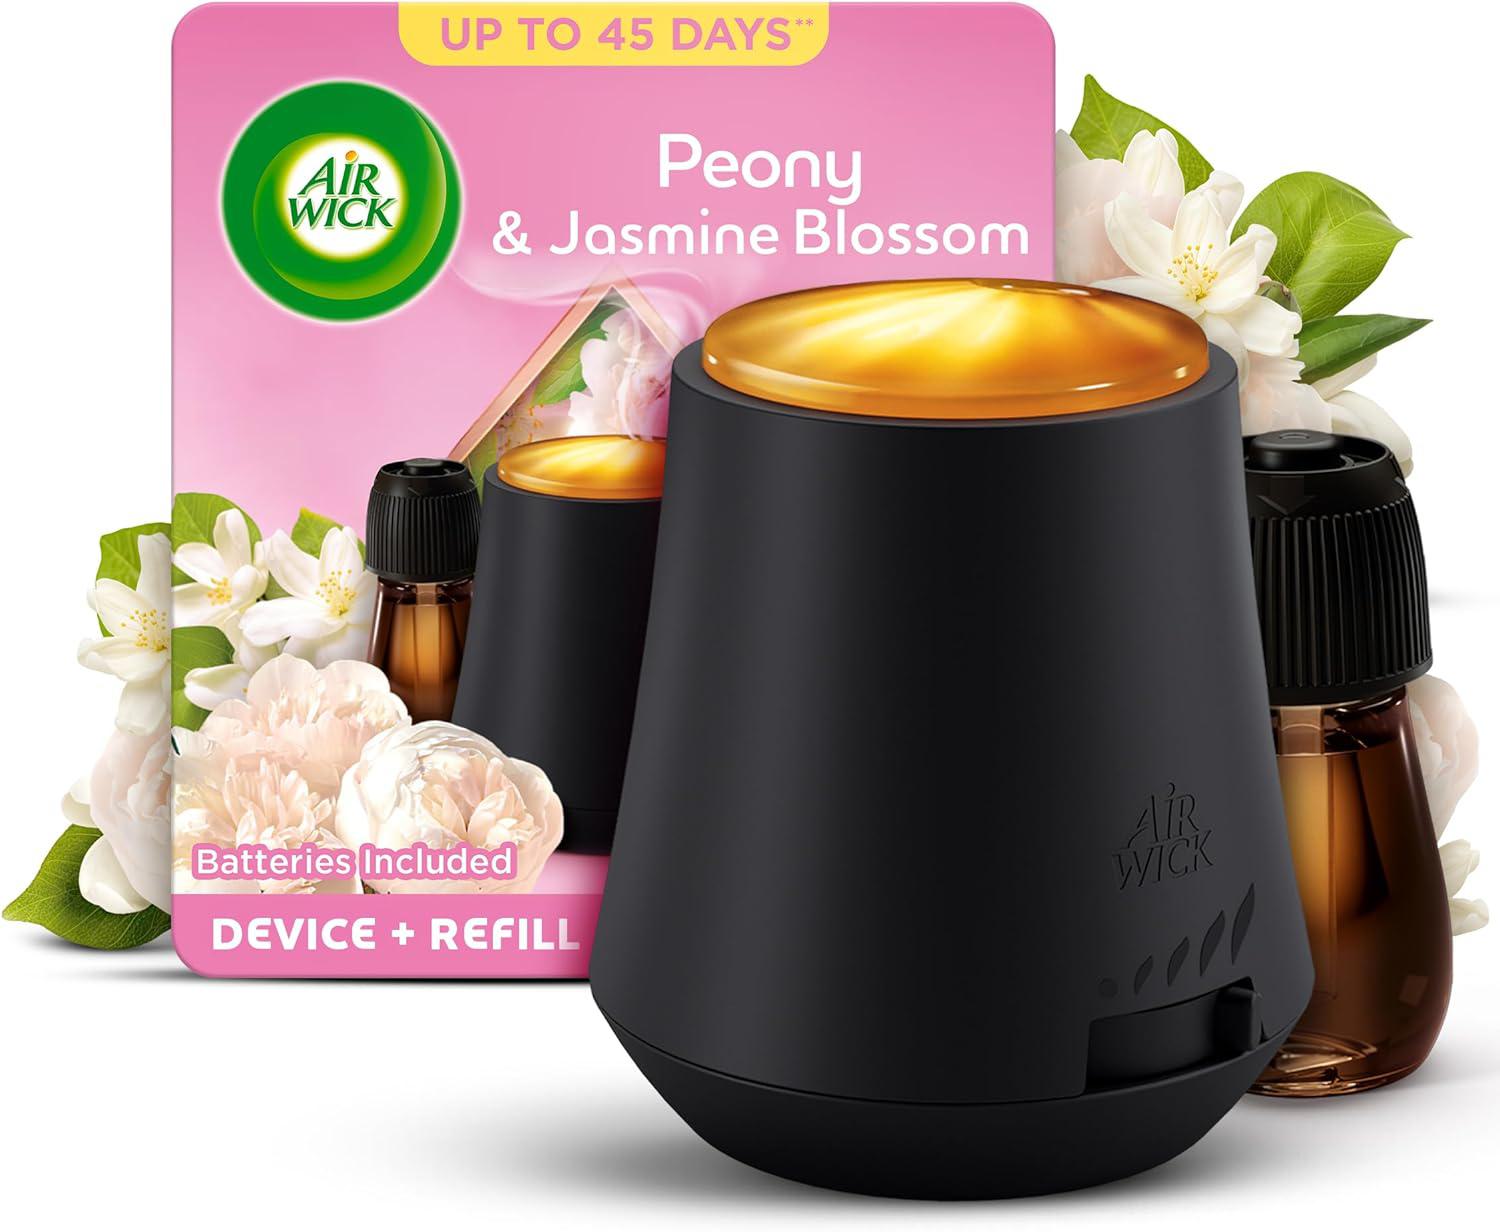 UP TO 45 DAYS**
AIR
WICK
Peony
& Jasmine Blossom
Batteries Included
DEVICE + REFILL
AIR
WICK